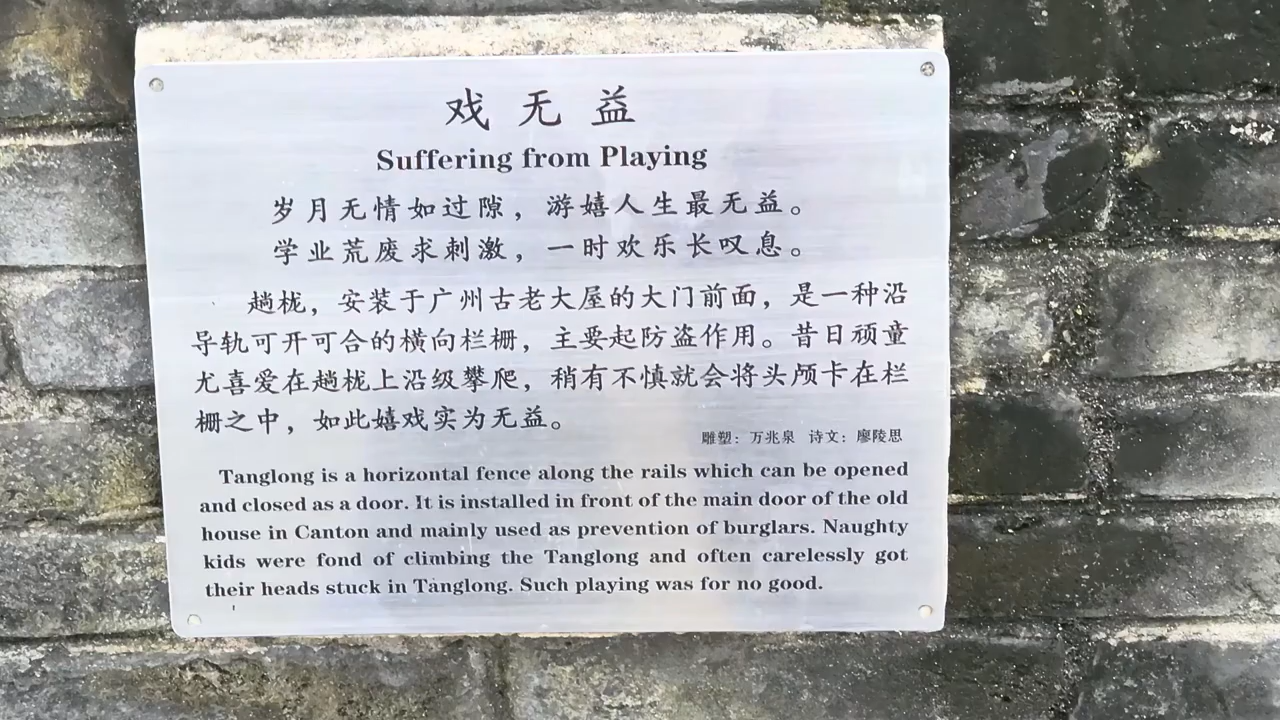 戏无益
Suffering from Playing
岁月无情如过隙，游嬉人生最无益。
学业荒废求刺激，一时欢乐长叹息。
趟栊，安装于广州古老大屋的大门前面，是一种沿
导轨可开可合的横向栏栅，主要起防盗作用。昔日顽童
尤喜爱在趟栊上沿级攀爬，稍有不慎就会将头颅卡在栏
栅之中，如此嬉戏实为无益。
雕塑：万兆泉 诗文：廖陵思
Tanglong is a horizontal fence along the rails which can be opened
and closed as a door. It is installed in front of the main door of the old
house in Canton and mainly used as prevention of burglars. Naughty
kids were fond of climbing the Tanglong and often carelessly got
their heads stuck in Tanglong. Such playing was for no good.